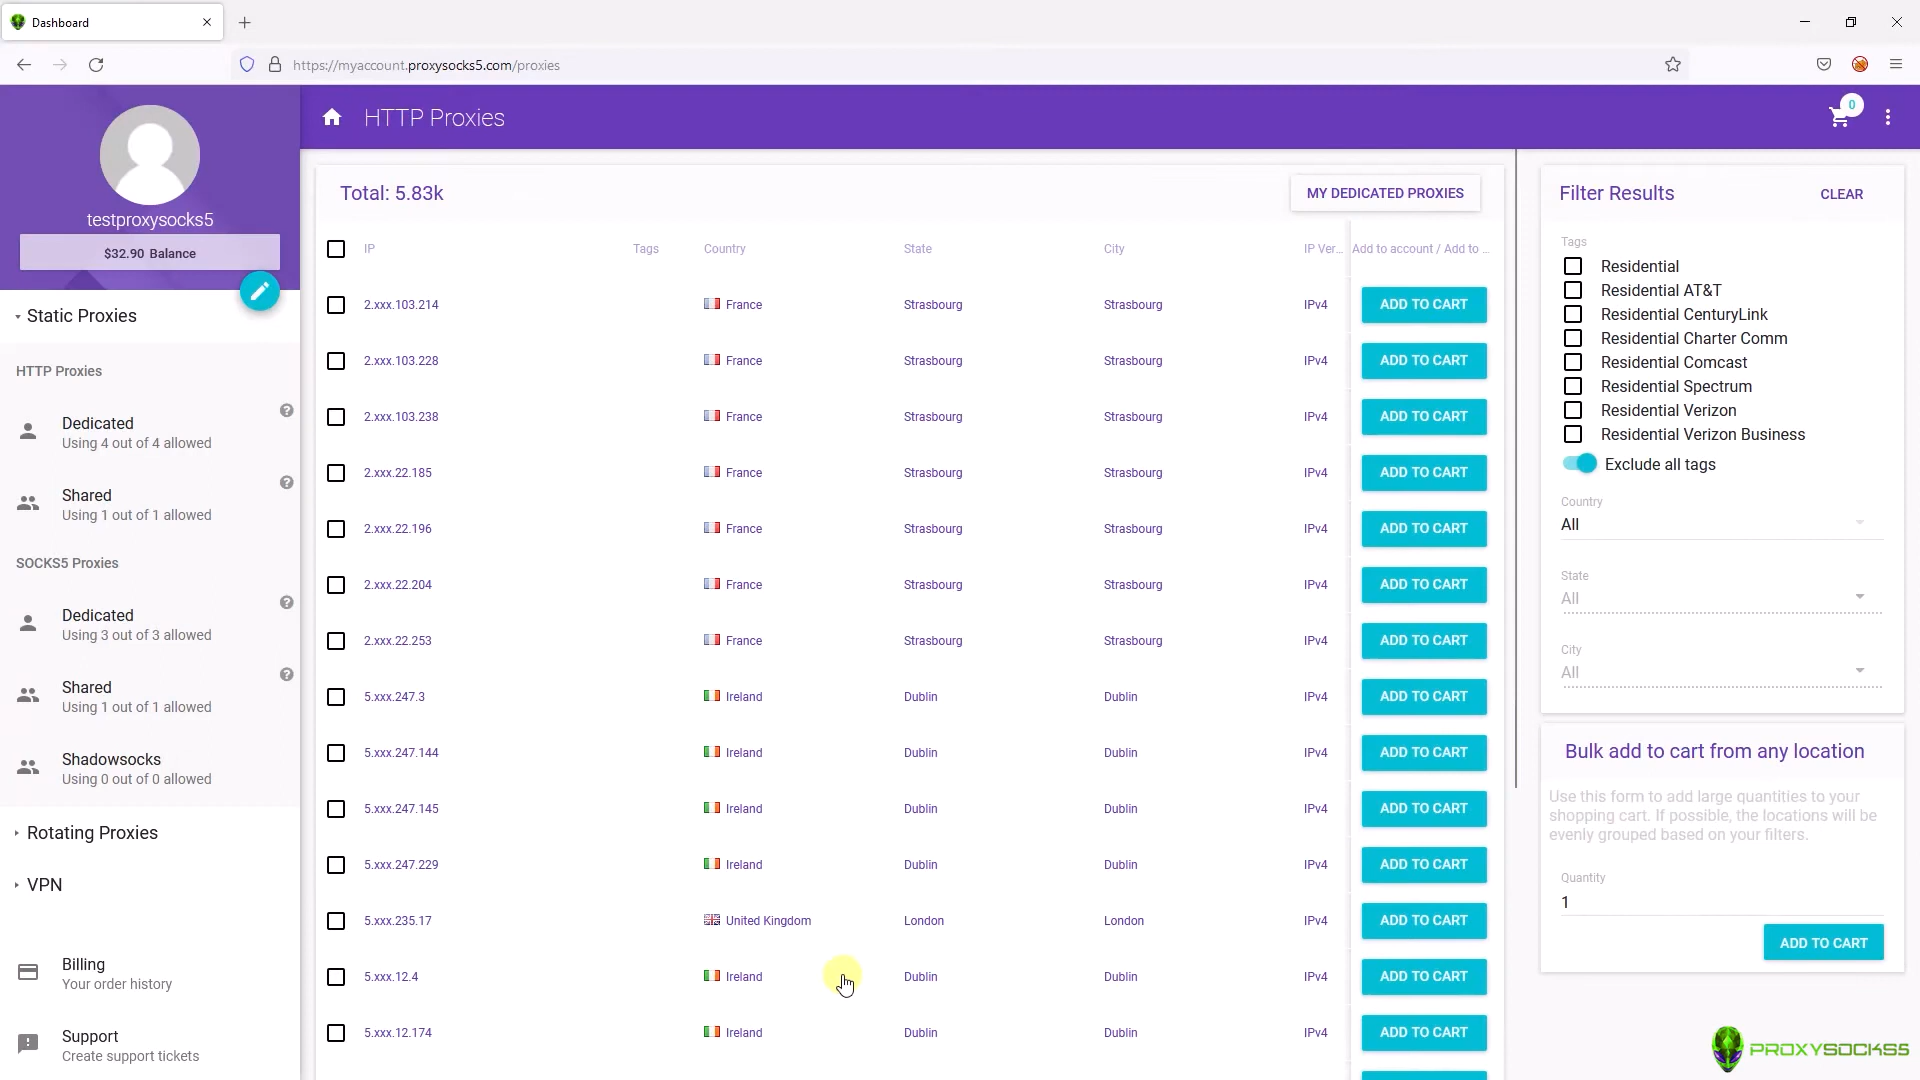 Dashboard
https://myaccount.proxysocks5.com/proxies
testproxysocks5
$32.90 Balance
Static Proxies
HTTP Proxies
Dedicated
Using 4 out of 4 allowed
Shared
Using 1 out of 1 allowed
SOCKS5 Proxies
Dedicated
Using 3 out of 3 allowed
Shared
Using 1 out of 1 allowed
Shadowsocks
Using 0 out of 0 allowed
Rotating Proxies
VPN
Billing
Your order history
Support
Create support tickets
HTTP Proxies
0
Total: 5.83k
MY DEDICATED PROXIES
IP Tags Country State City IP Ver... Add to account / Add to ...
2.xxx.103.214 France Strasbourg Strasbourg IPv4 ADD TO CART
2.xxx.103.228 France Strasbourg Strasbourg IPv4 ADD TO CART
2.xxx.103.238 France Strasbourg Strasbourg IPv4 ADD TO CART
2.xxx.22.185 France Strasbourg Strasbourg IPv4 ADD TO CART
2.xxx.22.196 France Strasbourg Strasbourg IPv4 ADD TO CART
2.xxx.22.204 France Strasbourg Strasbourg IPv4 ADD TO CART
2.xxx.22.253 France Strasbourg Strasbourg IPv4 ADD TO CART
5.xxx.247.3 Ireland Dublin Dublin IPv4 ADD TO CART
5.xxx.247.144 Ireland Dublin Dublin IPv4 ADD TO CART
5.xxx.247.145 Ireland Dublin Dublin IPv4 ADD TO CART
5.xxx.247.229 Ireland Dublin Dublin IPv4 ADD TO CART
5.xxx.235.17 United Kingdom London London IPv4 ADD TO CART
5.xxx.12.4 Ireland Dublin Dublin IPv4 ADD TO CART
5.xxx.12.174 Ireland Dublin Dublin IPv4 ADD TO CART
Filter Results CLEAR
Tags
Residential
Residential AT&T
Residential CenturyLink
Residential Charter Comm
Residential Comcast
Residential Spectrum
Residential Verizon
Residential Verizon Business
Exclude all tags
Country
All
State
All
City
All
Bulk add to cart from any location
Use this form to add large quantities to your
shopping cart. If possible, the locations will be
evenly grouped based on your filters.
Quantity
1
ADD TO CART
PROXYSOCKS5